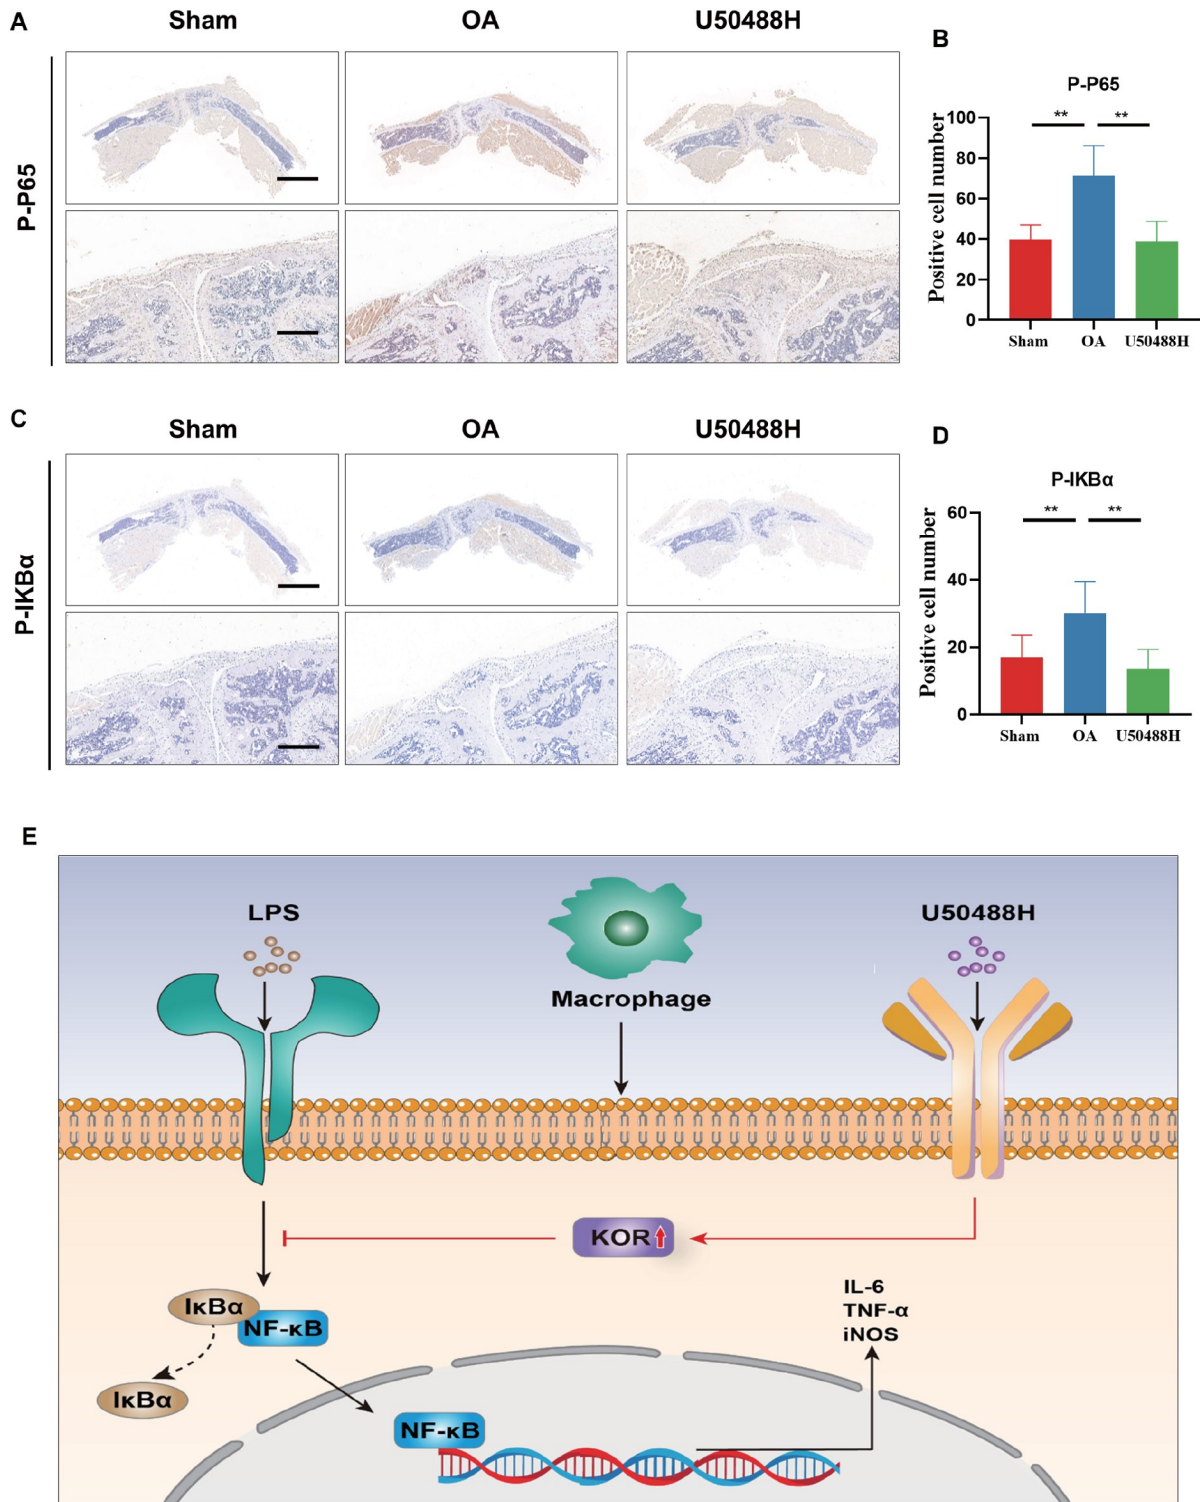 A
Sham
OA
U50488H
P-P65
B
P-P65
**
**
Positive cell number
100
80
60
40
20
0
Sham
OA
U50488H
C
Sham
OA
U50488H
P-IKBα
D
P-IKBα
**
**
Positive cell number
60
40
20
0
Sham
OA
U50488H
E
LPS
Macrophage
U50488H
KOR
IκBα
NF-κB
IκBα
IL-6
TNF-α
iNOS
NF-κB